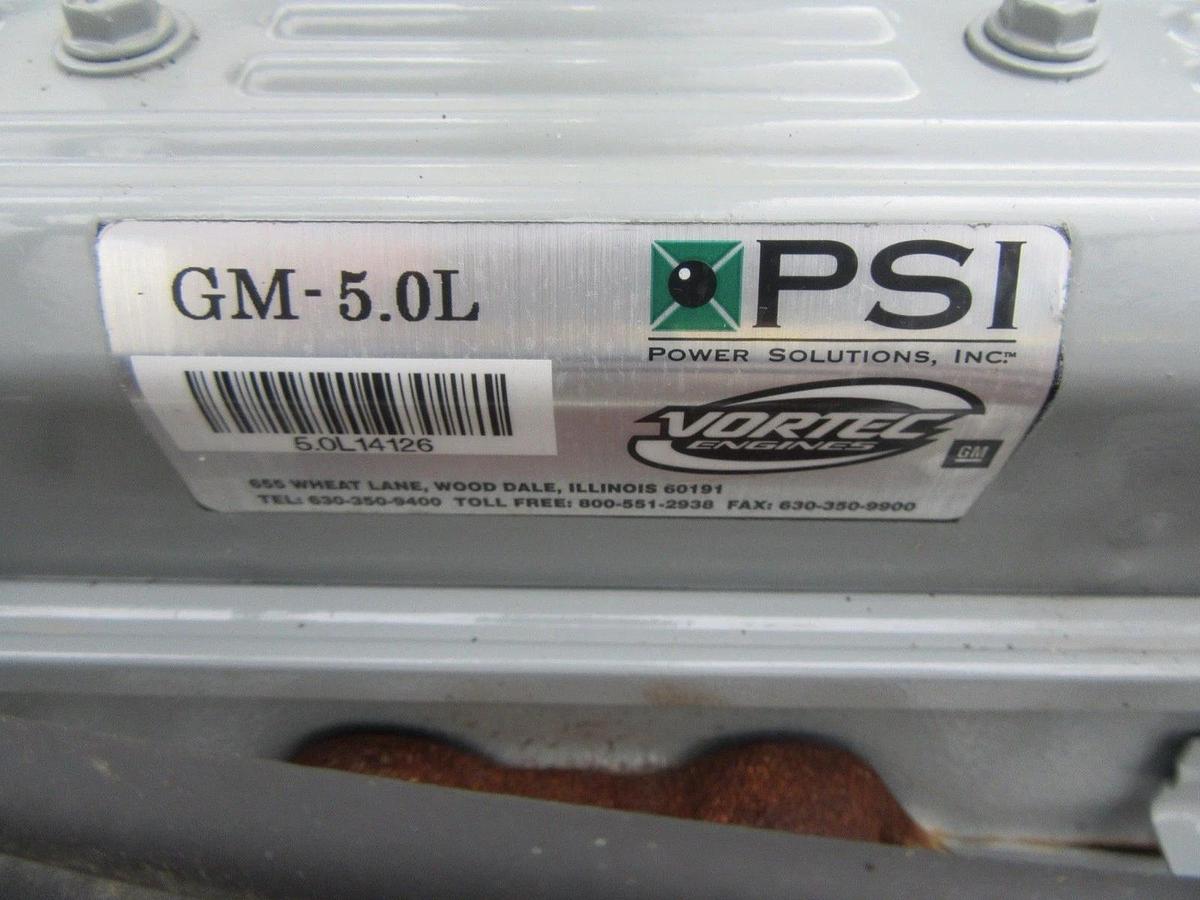 GM - 5.0L
PSI
POWER SOLUTIONS, INC.™
5.0L14126
VORTEC
ENGINES
GM
655 WHEAT LANE, WOOD DALE, ILLINOIS 60191
TEL: 630-350-9400 TOLL FREE: 800-551-2938 FAX: 630-350-9900